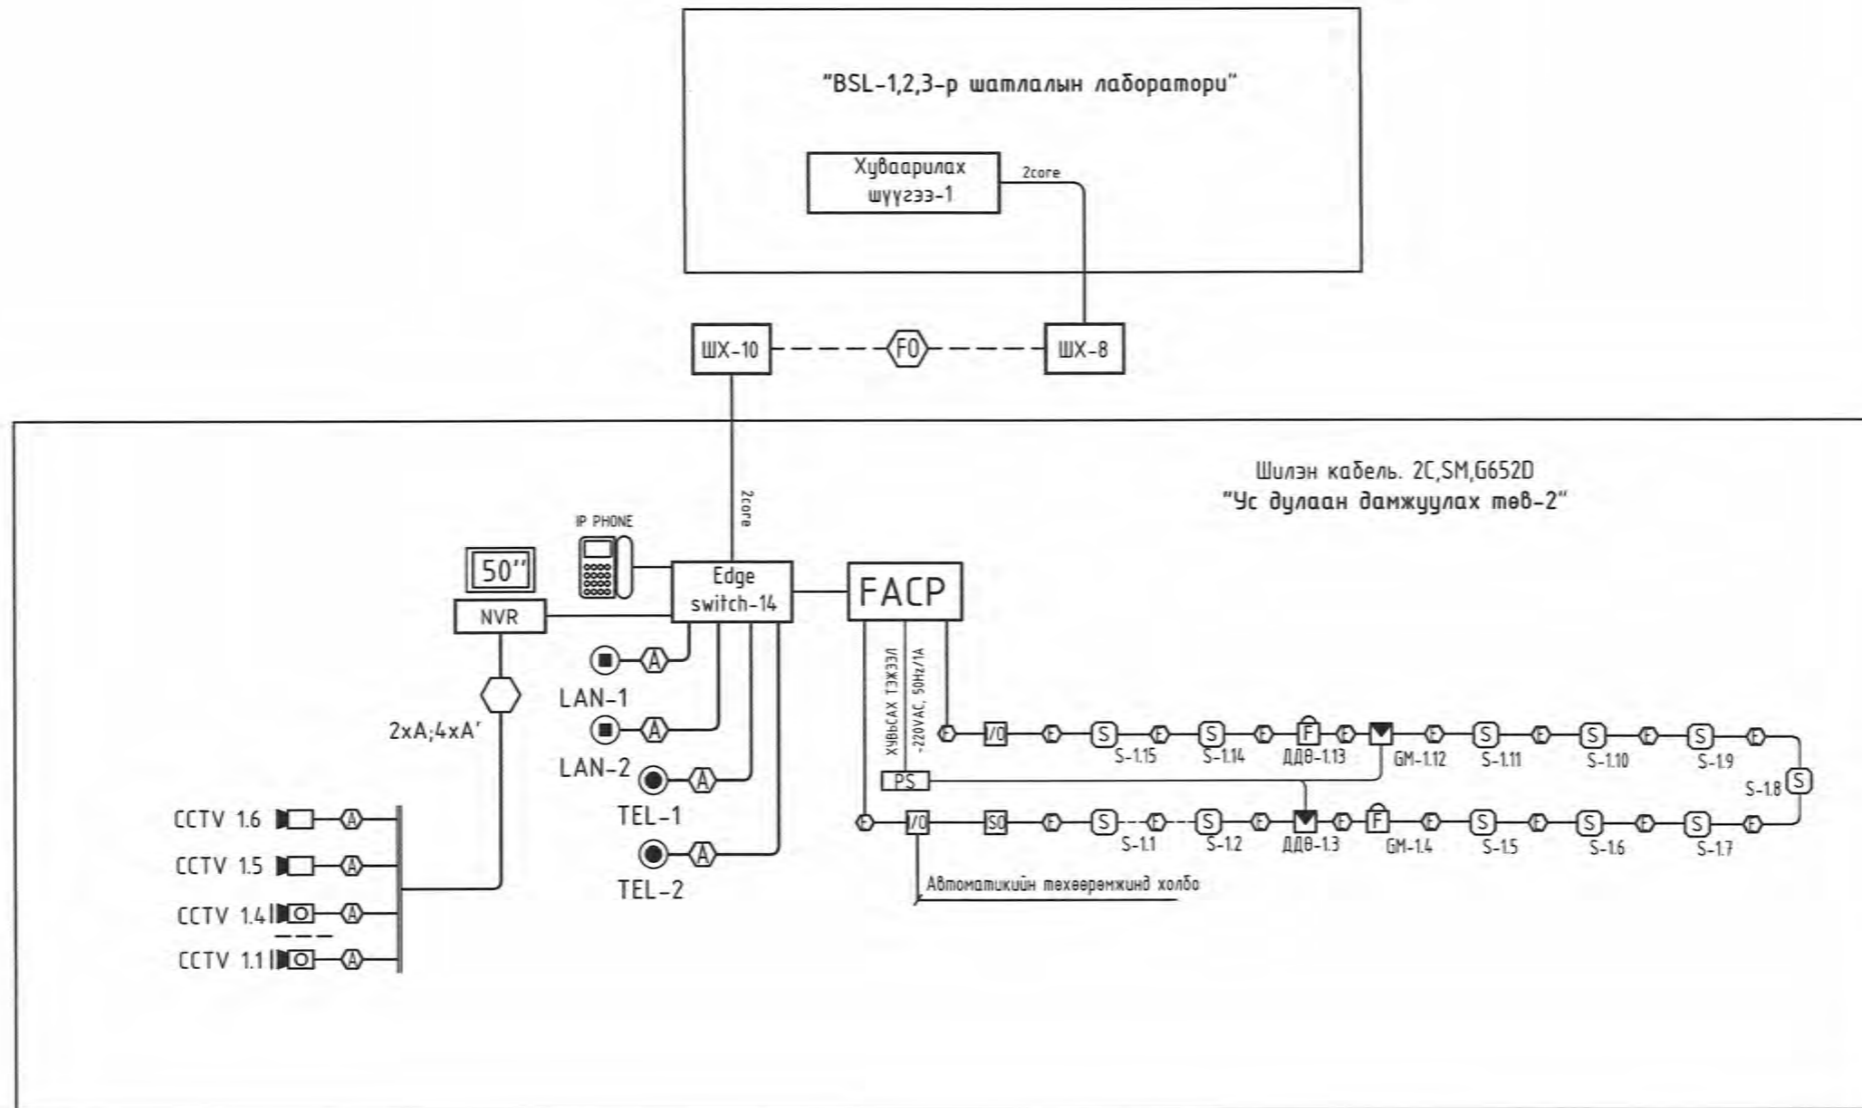 "BSL-1,2,3-р шатлалын лаборатори"
Хуваарилах
шүүгээ-1
2core
ШХ-10
FO
ШХ-8
Шилэн кабель. 2C,SM,G652D
"Ус дулаан дамжуулах төв-2"
2core
IP PHONE
50''
NVR
Edge
switch-14
FACP
A
LAN-1
A
LAN-2
A
TEL-1
A
TEL-2
2xA;4xA'
ХУВЬСАХ ТЭЖЭЭЛ
~220VAC, 50Hz/1A
PS
E I/O E S E S E F E E S E S E S E
S-1.15 S-1.14 ДДӨ-1.13 GM-1.12 S-1.11 S-1.10 S-1.9
S-1.8 S
E I/O ISO E S E S E E F E S E S E S E
S-1.1 S-1.2 ДДӨ-1.3 GM-1.4 S-1.5 S-1.6 S-1.7
Автоматикийн төхөөрөмжинд холбо
CCTV 1.6 A
CCTV 1.5 A
CCTV 1.4 A
CCTV 1.1 A